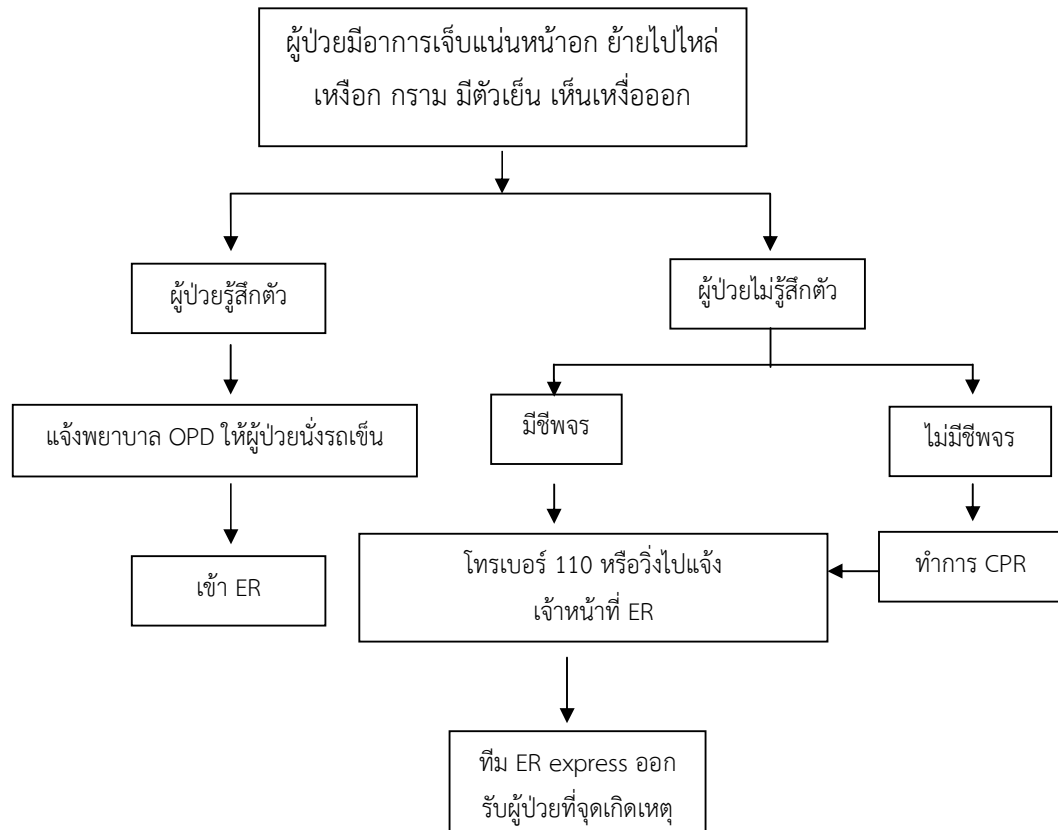 ผู้ป่วยมีอาการเจ็บแน่นหน้าอก ย้ายไปไหล่
เหงือก กราม มีตัวเย็น เห็นเหงื่อออก
ผู้ป่วยรู้สึกตัว
ผู้ป่วยไม่รู้สึกตัว
แจ้งพยาบาล OPD ให้ผู้ป่วยนั่งรถเข็น
มีชีพจร
ไม่มีชีพจร
เข้า ER
โทรเบอร์ 110 หรือวิ่งไปแจ้ง
เจ้าหน้าที่ ER
ทำการ CPR
ทีม ER express ออก
รับผู้ป่วยที่จุดเกิดเหตุ